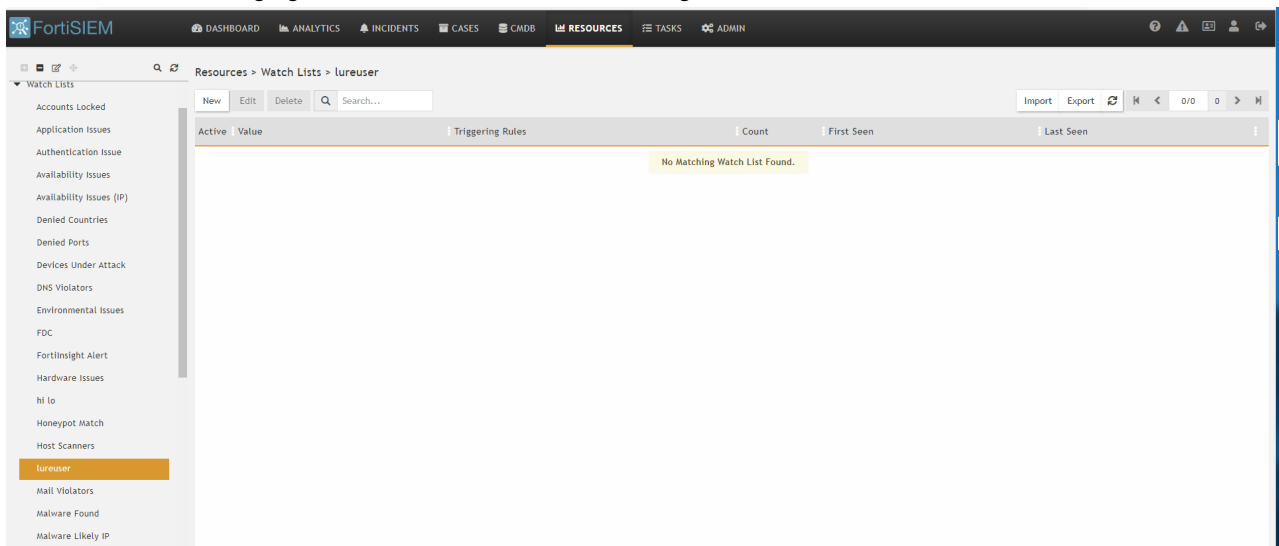 FortiSIEM
DASHBOARD ANALYTICS INCIDENTS CASES CMDB RESOURCES TASKS ADMIN
Watch Lists
Accounts Locked
Application Issues
Authentication Issue
Availability Issues
Availability Issues (IP)
Denied Countries
Denied Ports
Devices Under Attack
DNS Violators
Environmental Issues
FDC
FortiInsight Alert
Hardware Issues
hi lo
Honeypot Match
Host Scanners
lureuser
Mail Violators
Malware Found
Malware Likely IP
Resources > Watch Lists > lureuser
New Edit Delete Search... Import Export 0/0 0
Active Value Triggering Rules Count First Seen Last Seen
No Matching Watch List Found.